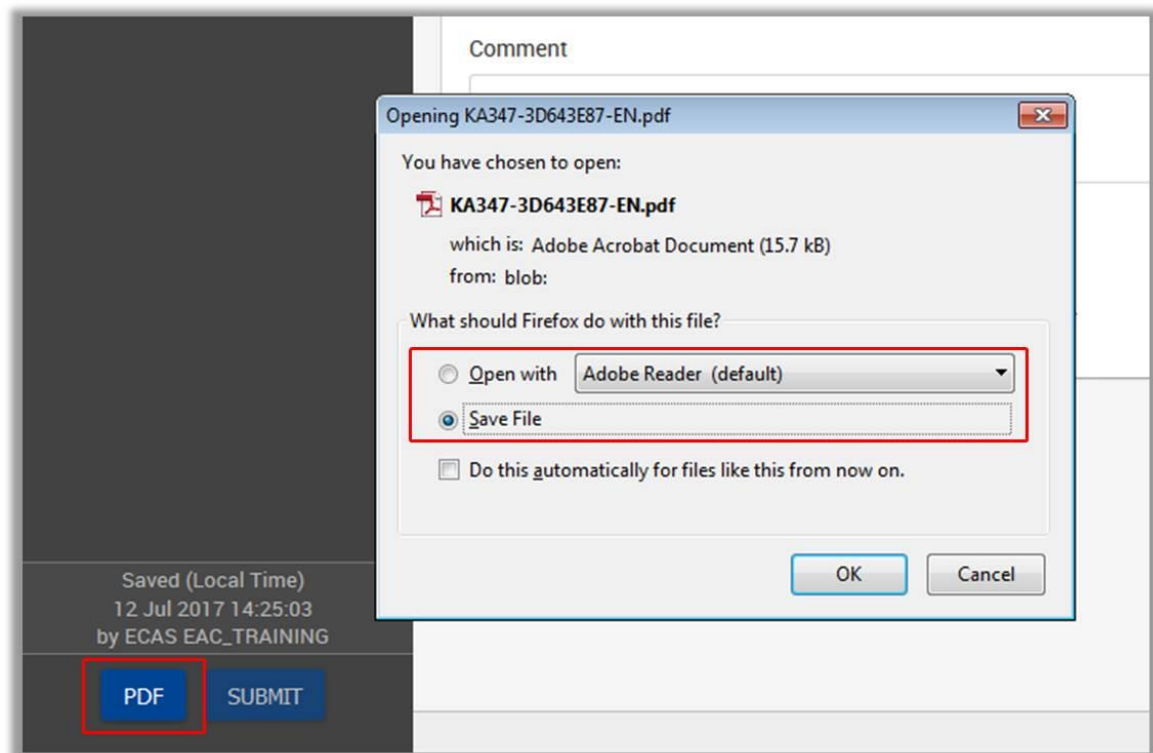 Comment
Opening KA347-3D643E87-EN.pdf
You have chosen to open:
KA347-3D643E87-EN.pdf
which is: Adobe Acrobat Document (15.7 kB)
from: blob:
What should Firefox do with this file?
Open with Adobe Reader (default)
Save File
Do this automatically for files like this from now on.
OK Cancel
Saved (Local Time)
12 Jul 2017 14:25:03
by ECAS EAC_TRAINING
PDF SUBMIT